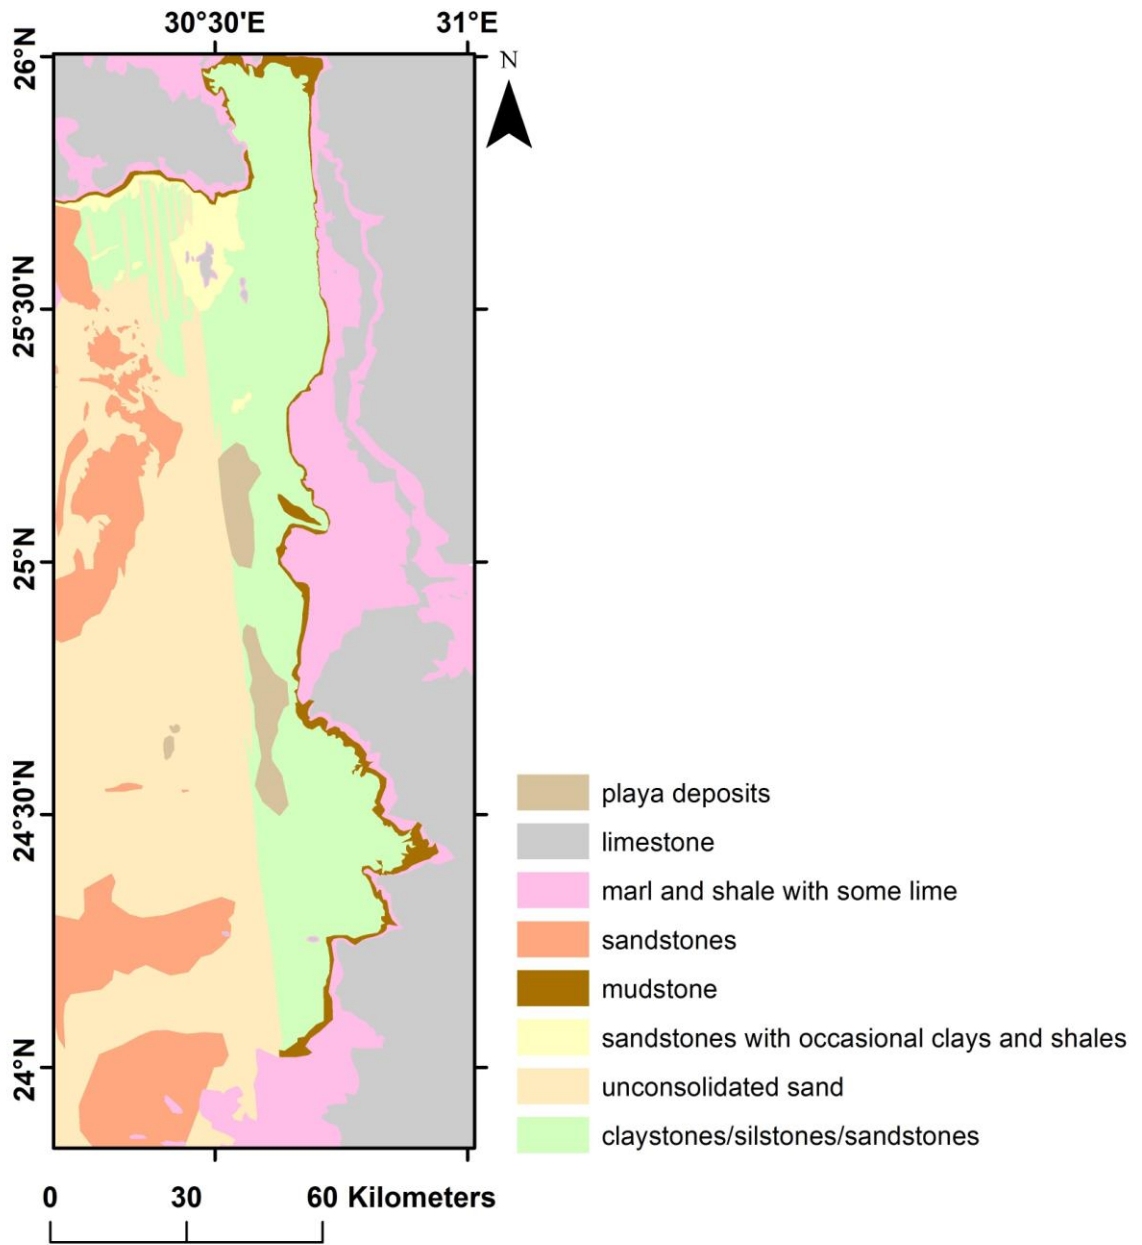 30°30'E
31°E
26°N
N
25°30'N
25°N
24°30'N
24°N
playa deposits
limestone
marl and shale with some lime
sandstones
mudstone
sandstones with occasional clays and shales
unconsolidated sand
claystones/silstones/sandstones
0 30 60 Kilometers